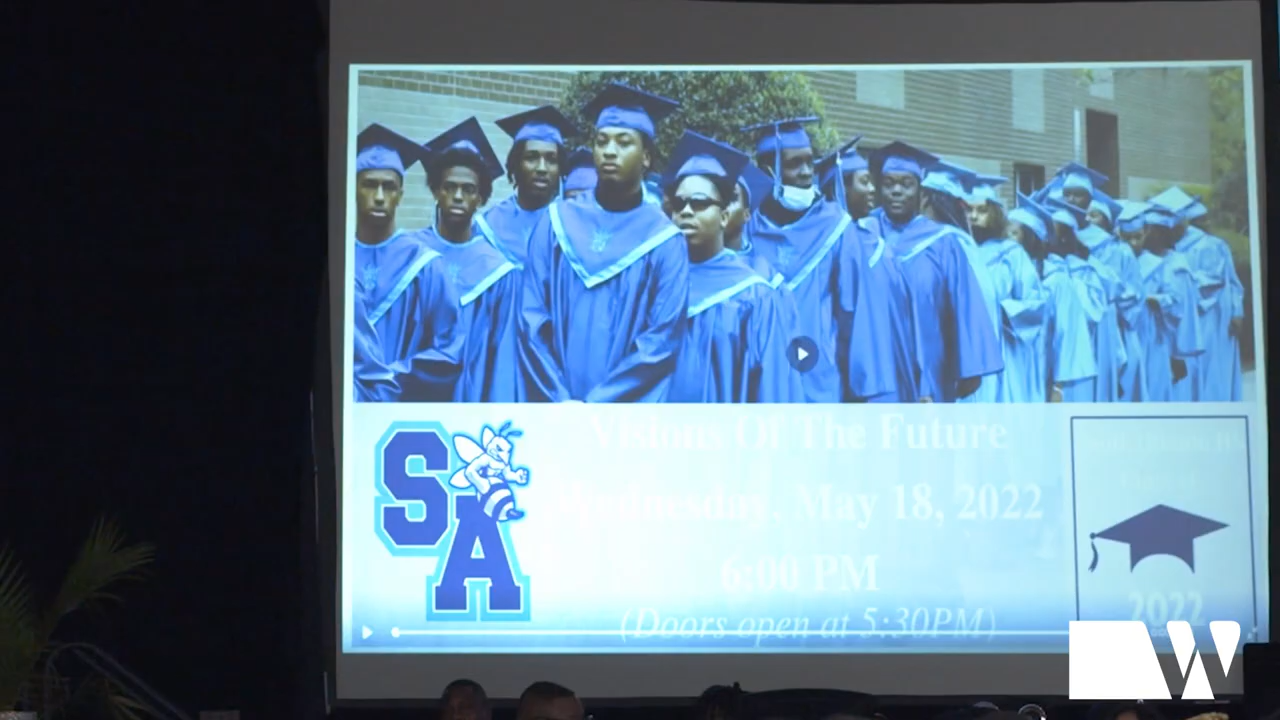 SA
Visions Of The Future
Wednesday, May 18, 2022
6:00 PM
(Doors open at 5:30PM)
2022
W